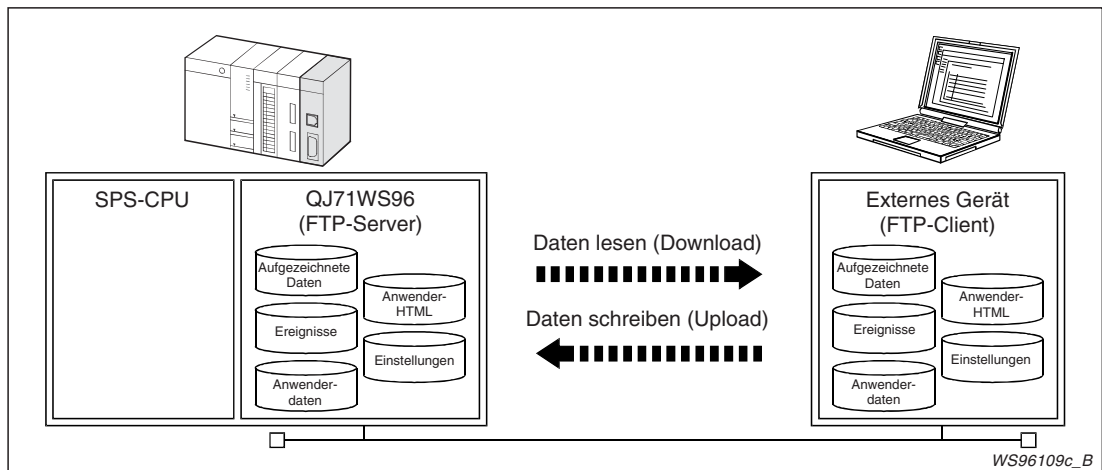 SPS-CPU
QJ71WS96
(FTP-Server)
Aufgezeichnete
Daten
Anwender-
HTML
Ereignisse
Einstellungen
Anwender-
daten
Daten lesen (Download)
Daten schreiben (Upload)
Externes Gerät
(FTP-Client)
Aufgezeichnete
Daten
Anwender-
HTML
Ereignisse
Einstellungen
Anwender-
daten
WS96109c_B